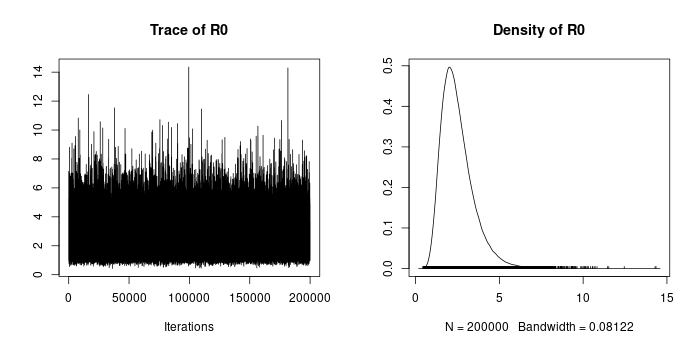 Trace of R0
14
12
10
8
6
4
2
0
0 50000 100000 150000 200000
Iterations
Density of R0
0.5
0.4
0.3
0.2
0.1
0.0
0 5 10 15
N = 200000 Bandwidth = 0.08122